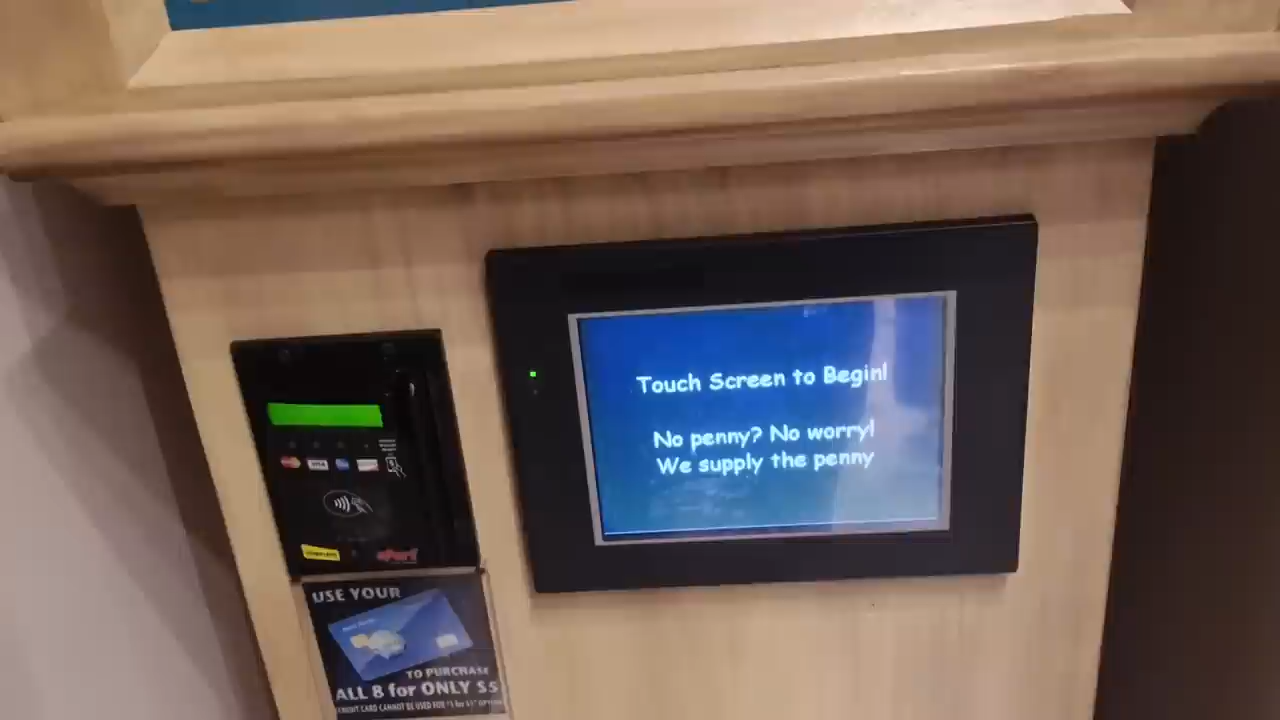 Touch Screen to Begin!
No penny? No worry!
We supply the penny
VISA
USE YOUR
TO PURCHASE
ALL 8 for ONLY $5